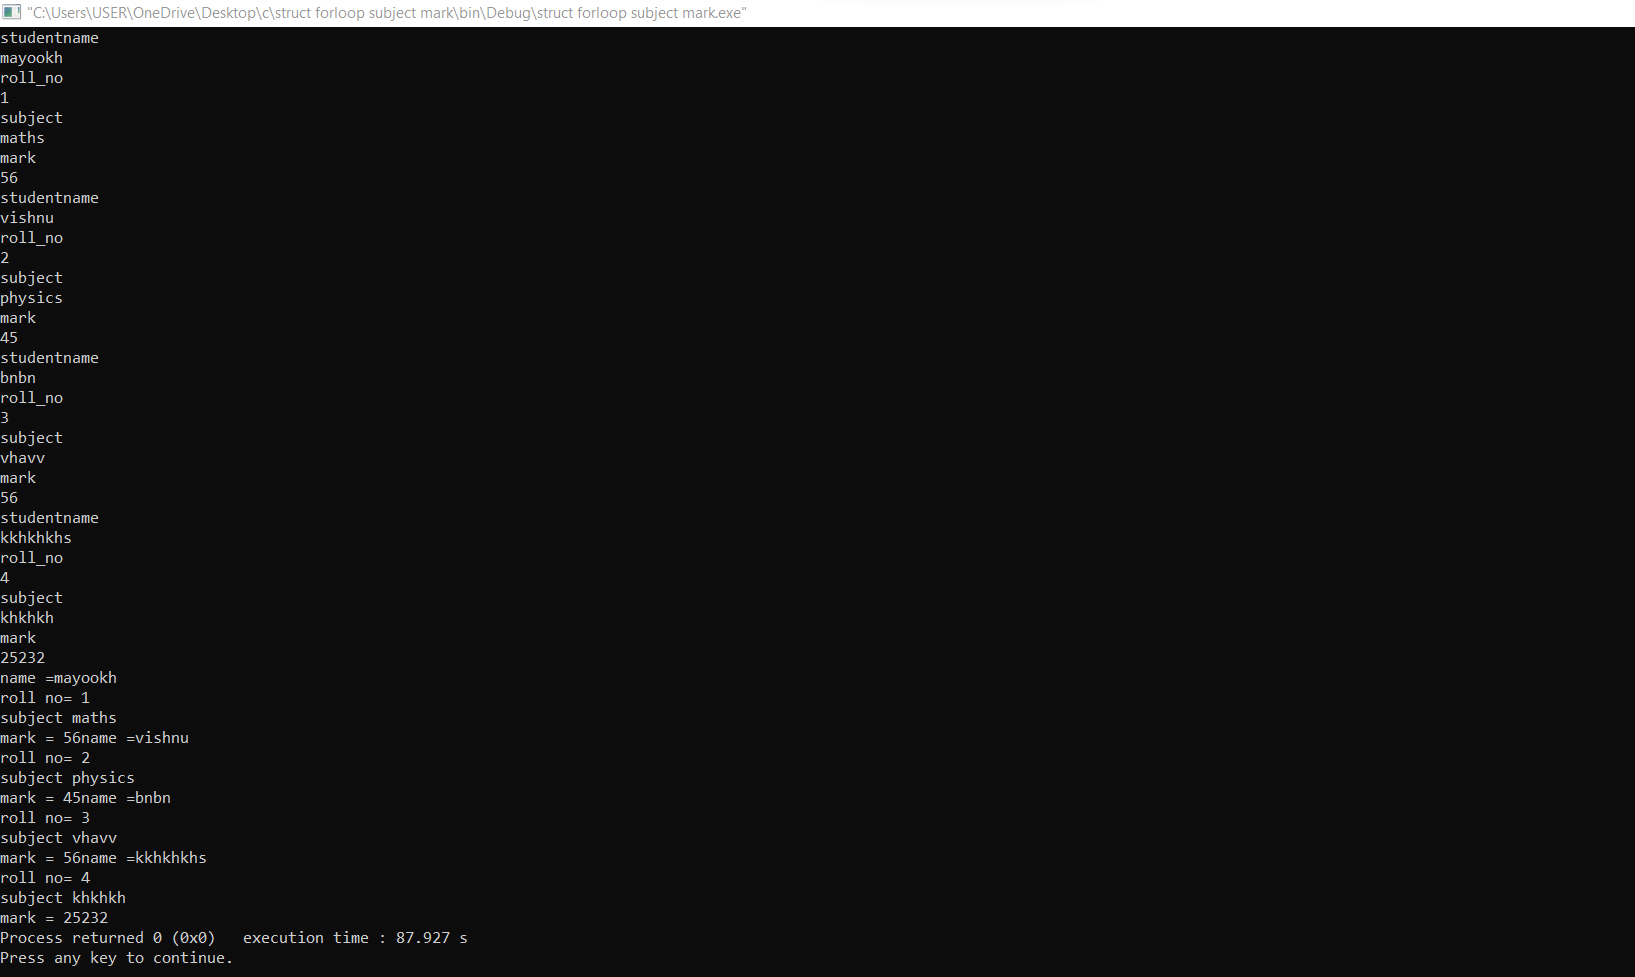 "C:\Users\USER\OneDrive\Desktop\c\struct forloop subject mark\bin\Debug\struct forloop subject mark.exe"
studentname
mayookh
roll_no
1
subject
maths
mark
56
studentname
vishnu
roll_no
2
subject
physics
mark
45
studentname
bnbn
roll_no
3
subject
vhavv
mark
56
studentname
kkhkhkhs
roll_no
4
subject
khkhkh
mark
25232
name =mayookh
roll no= 1
subject maths
mark = 56name =vishnu
roll no= 2
subject physics
mark = 45name =bnbn
roll no= 3
subject vhavv
mark = 56name =kkhkhkhs
roll no= 4
subject khkhkh
mark = 25232
Process returned 0 (0x0)   execution time : 87.927 s
Press any key to continue.